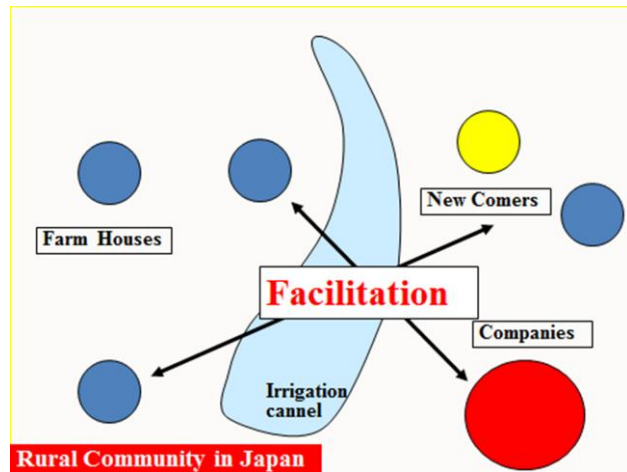 New Comers
Farm Houses
Facilitation
Companies
Irrigation
cannel
Rural Community in Japan